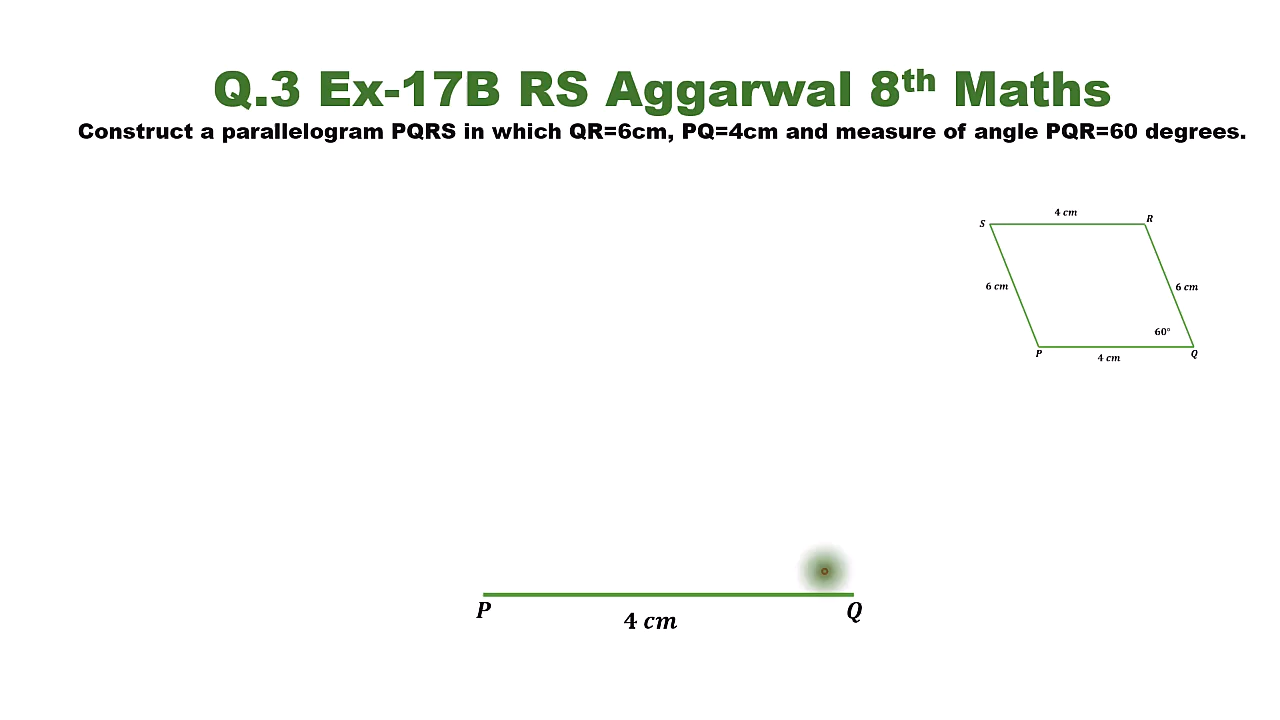 Q.3 Ex-17B RS Aggarwal 8th Maths
Construct a parallelogram PQRS in which QR=6cm, PQ=4cm and measure of angle PQR=60 degrees.
4 cm
S R
6 cm 6 cm
60°
P 4 cm Q
P 4 cm Q